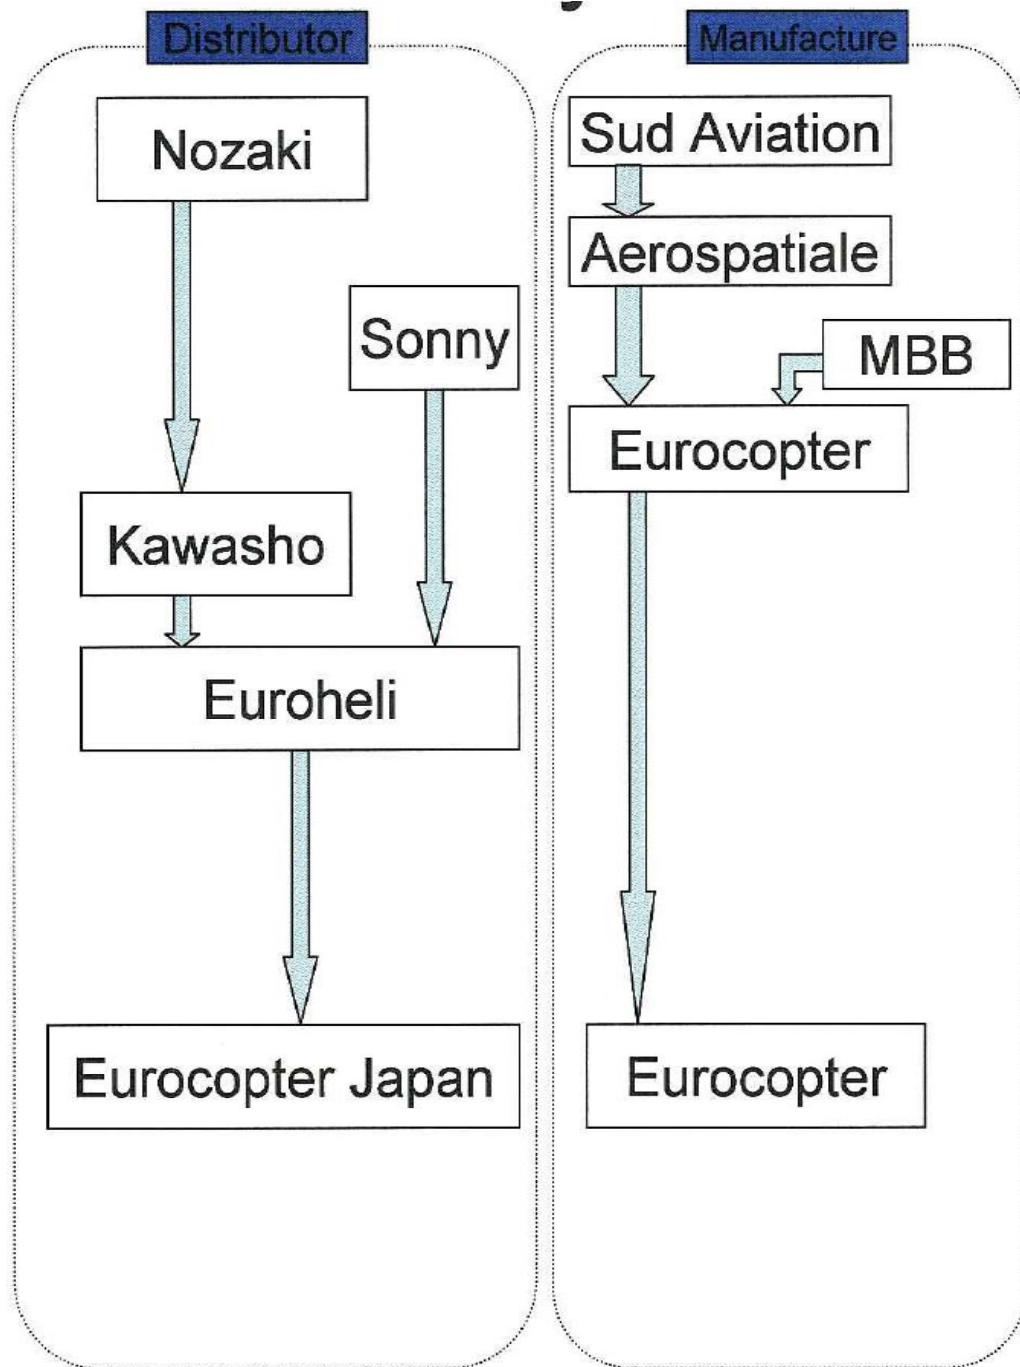 Distributor
Nozaki
Sonny
Kawasho
Euroheli
Eurocopter Japan
Manufacture
Sud Aviation
Aerospatiale
MBB
Eurocopter
Eurocopter